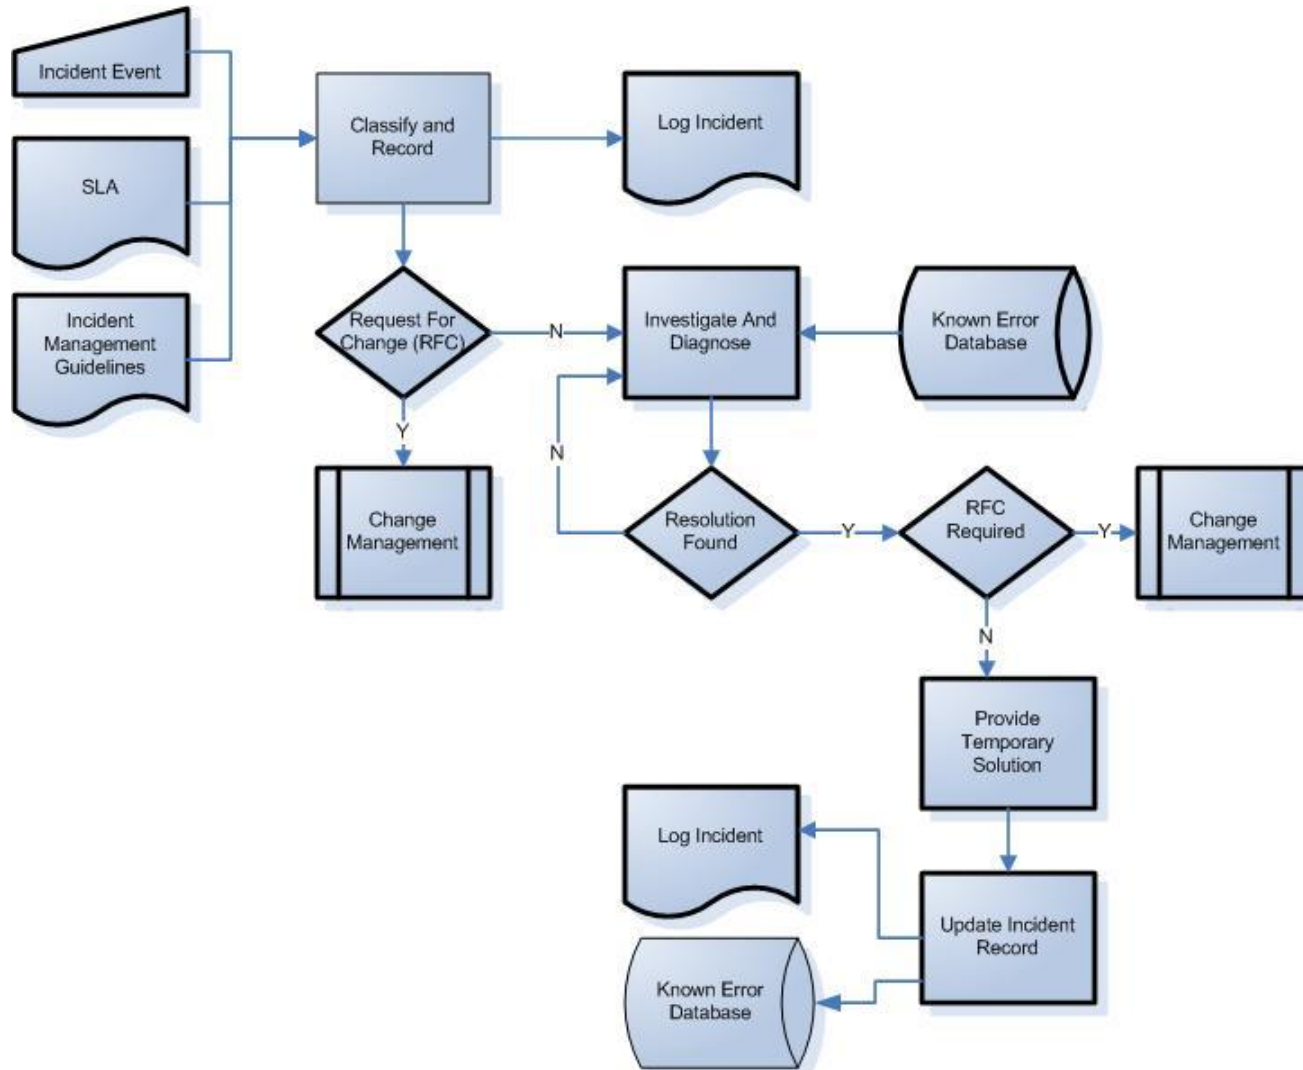 Incident Event
Classify and
Record
Log Incident
SLA
Incident
Management
Guidelines
Request For
Change (RFC)
N
Investigate And
Diagnose
Known Error
Database
Y
N
Change
Management
Resolution
Found
Y
RFC
Required
Y
Change
Management
N
Provide
Temporary
Solution
Log Incident
Update Incident
Record
Known Error
Database